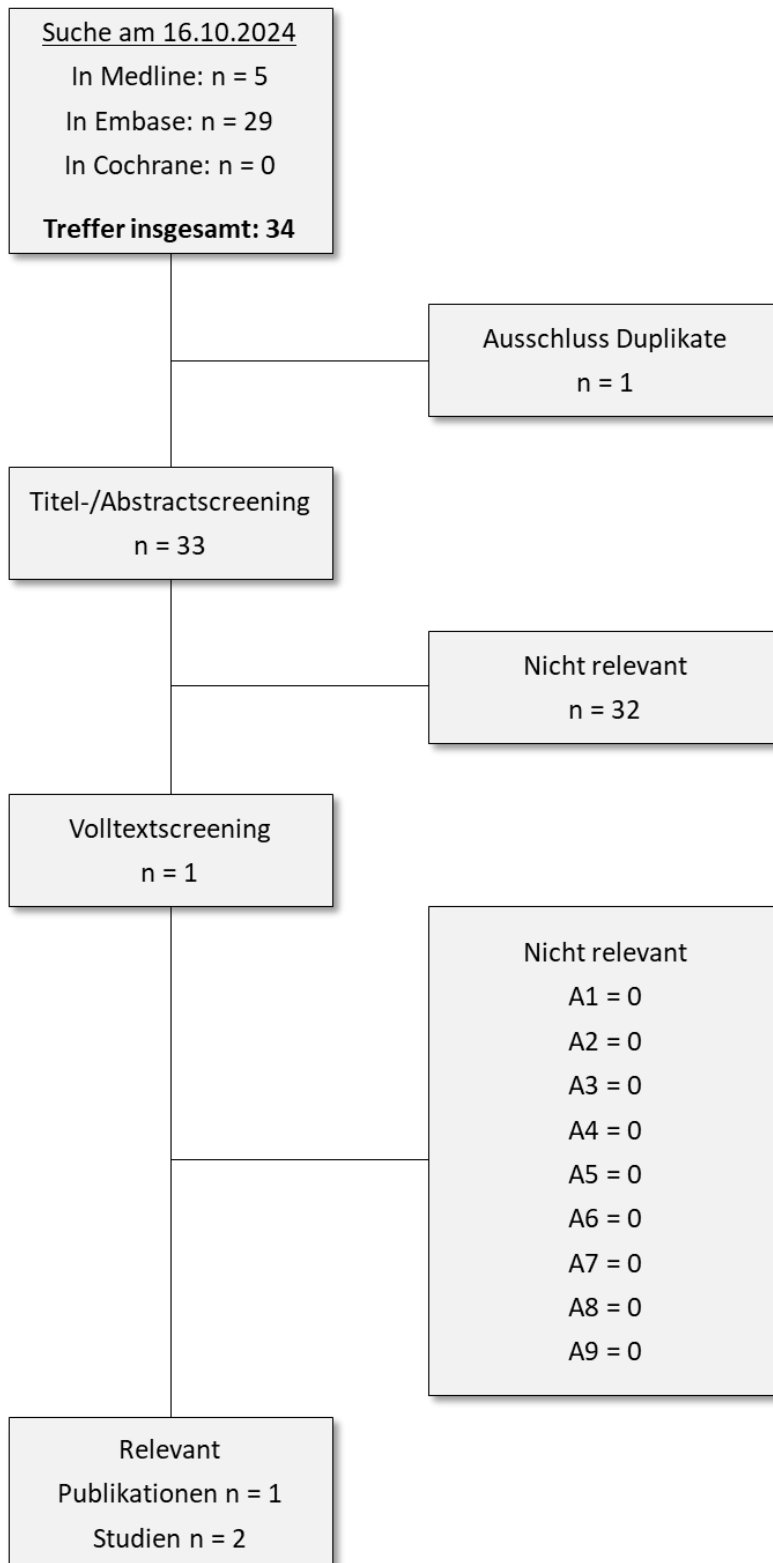 Suche am 16.10.2024
In Medline: n = 5
In Embase: n = 29
In Cochrane: n = 0
Treffer insgesamt: 34
Ausschluss Duplikate
n = 1
Titel-/Abstractscreening
n = 33
Nicht relevant
n = 32
Volltextscreening
n = 1
Nicht relevant
A1 = 0
A2 = 0
A3 = 0
A4 = 0
A5 = 0
A6 = 0
A7 = 0
A8 = 0
A9 = 0
Relevant
Publikationen n = 1
Studien n = 2